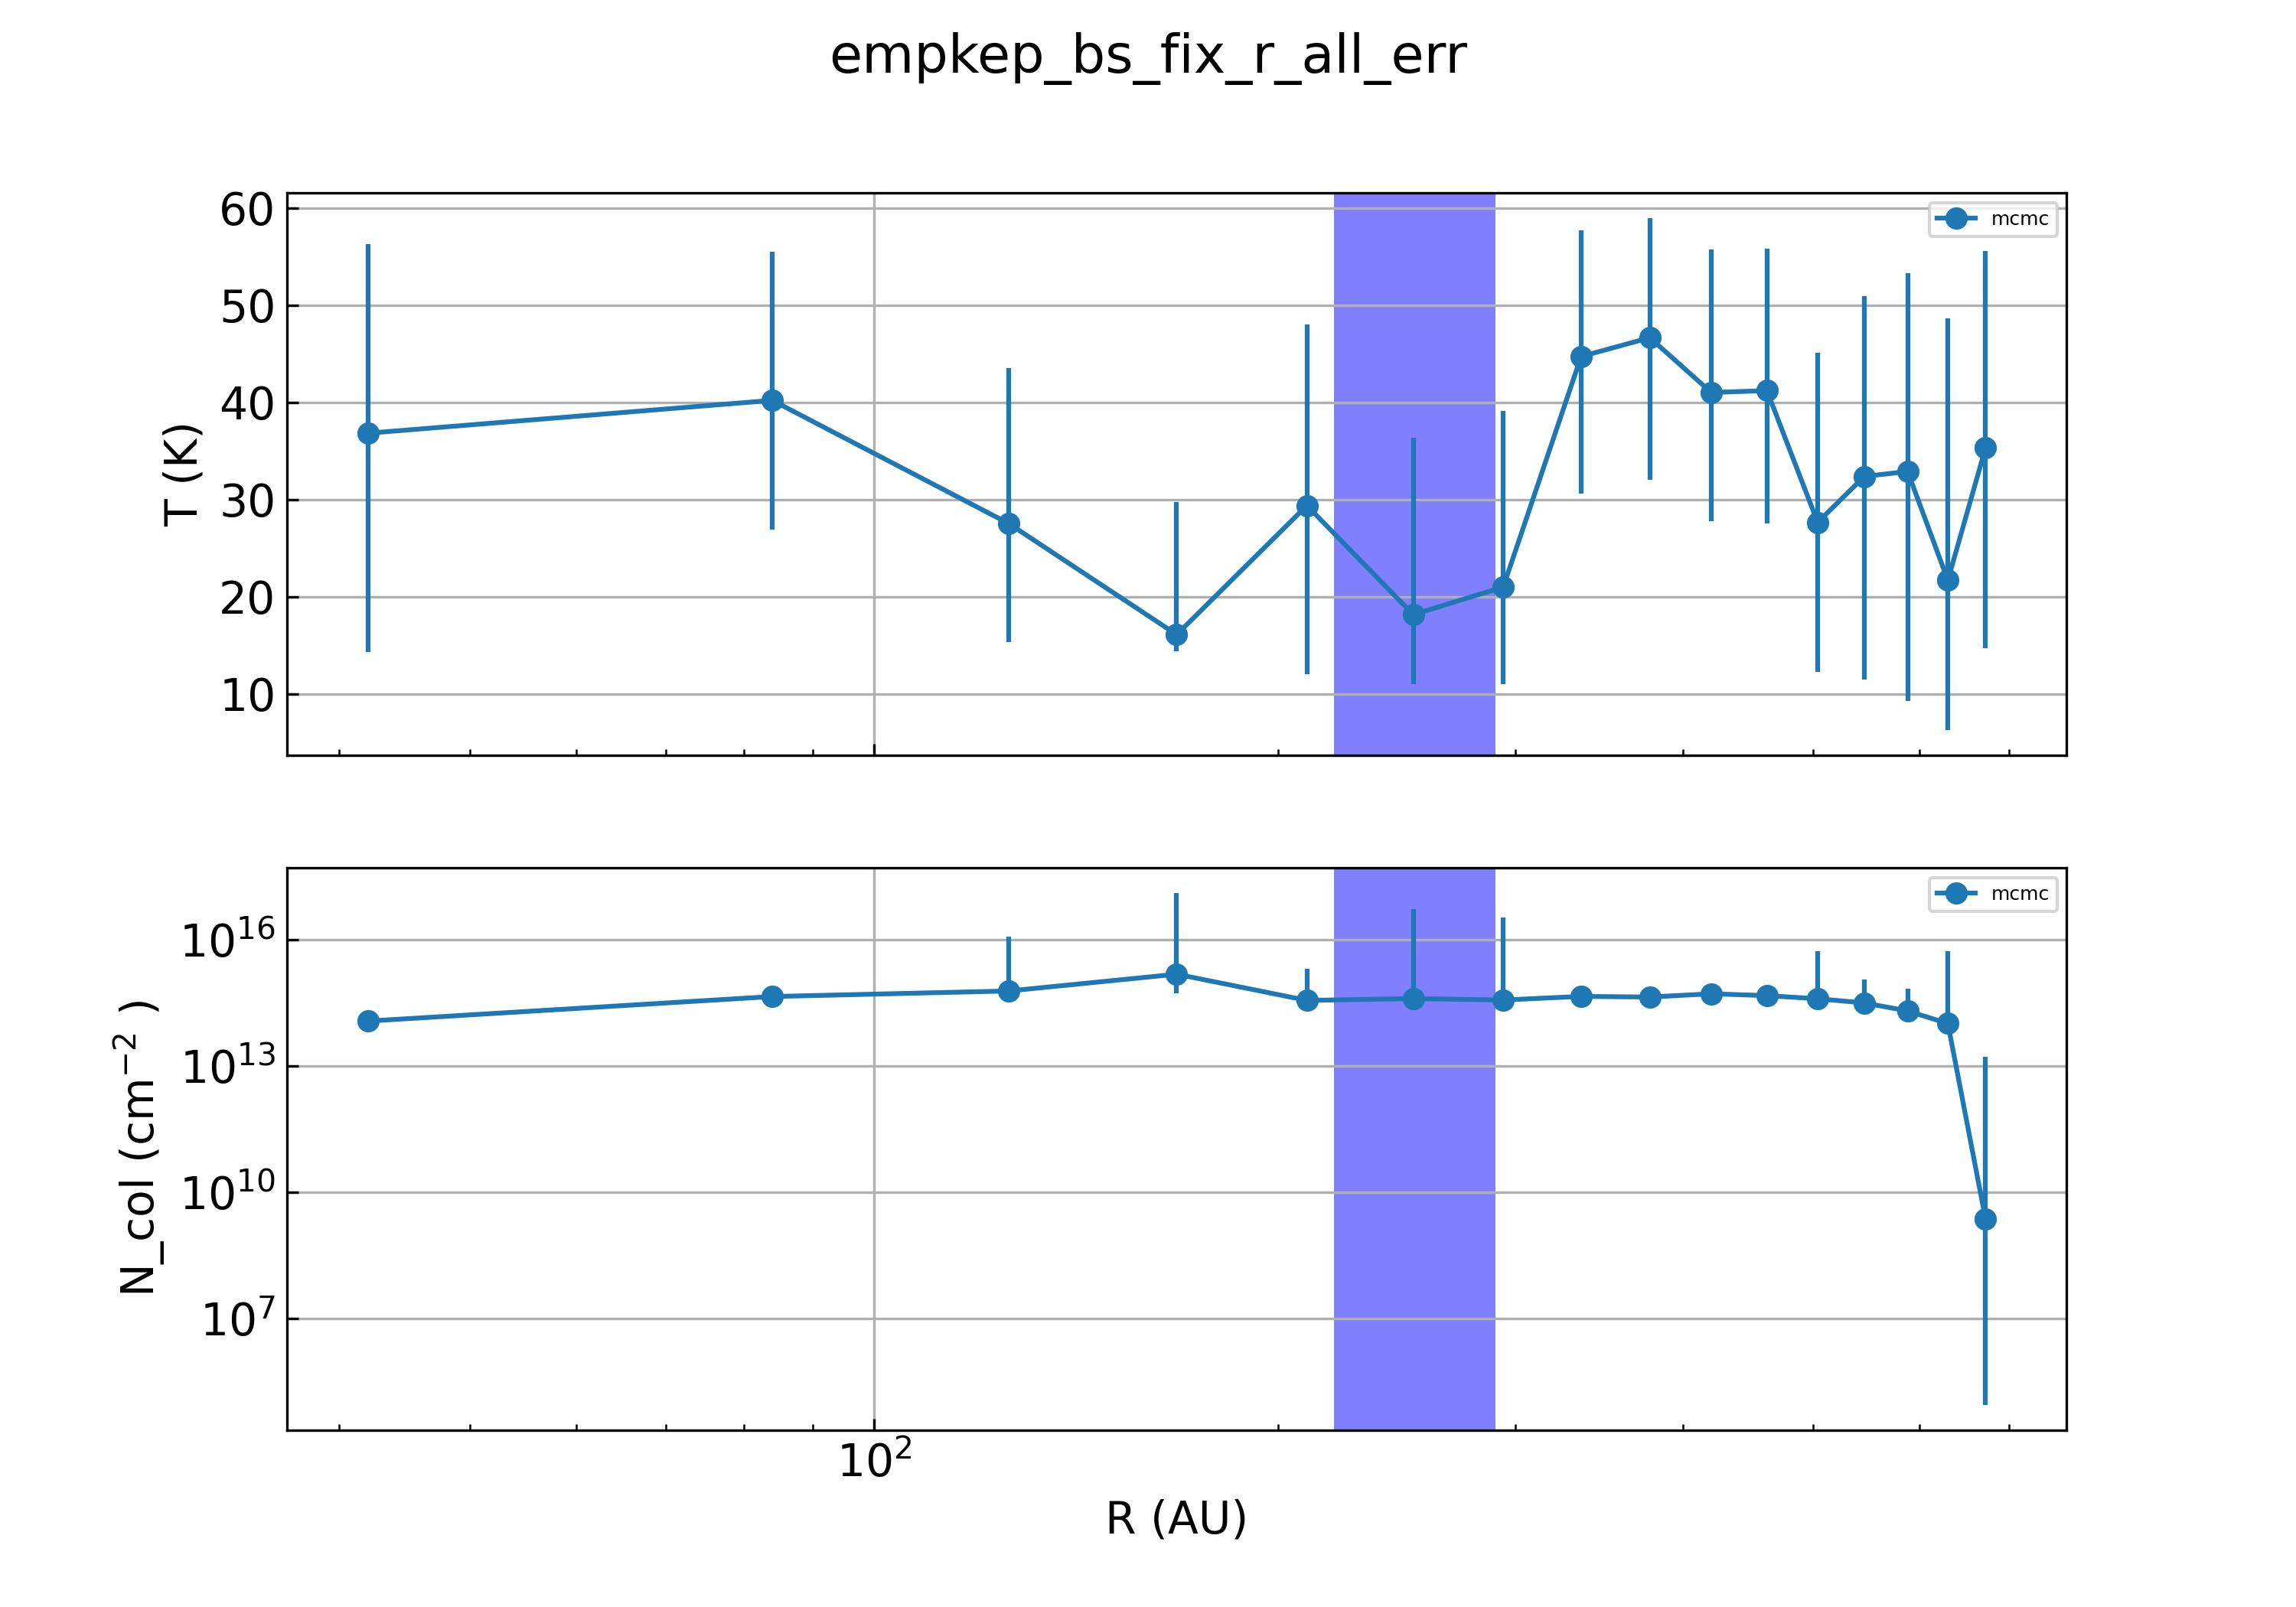 empkep_bs_fix_r_all_err
60
50
40
30
20
10
T (K)
mcmc
10^16
10^13
10^10
10^7
N_col (cm^−2 )
mcmc
10^2
R (AU)